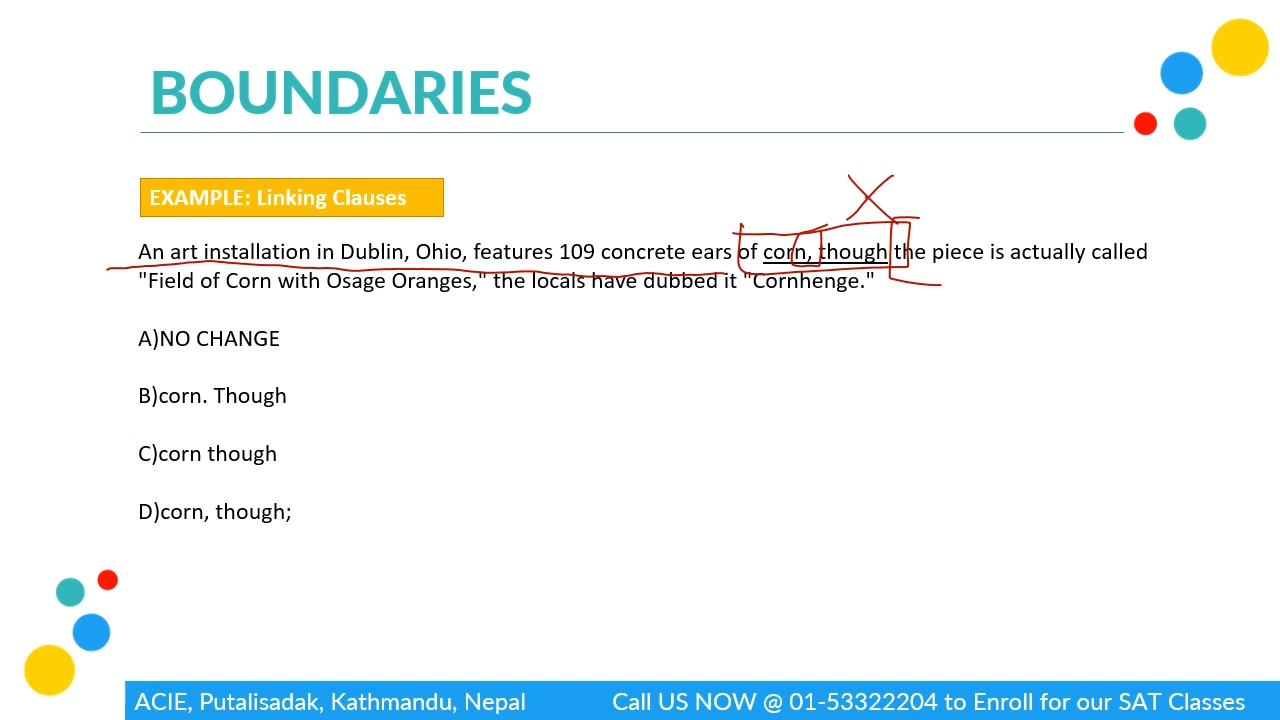 BOUNDARIES
EXAMPLE: Linking Clauses
An art installation in Dublin, Ohio, features 109 concrete ears of corn, though the piece is actually called
"Field of Corn with Osage Oranges," the locals have dubbed it "Cornhenge."
A)NO CHANGE
B)corn. Though
C)corn though
D)corn, though;
ACIE, Putalisadak, Kathmandu, Nepal Call US NOW @ 01-53322204 to Enroll for our SAT Classes